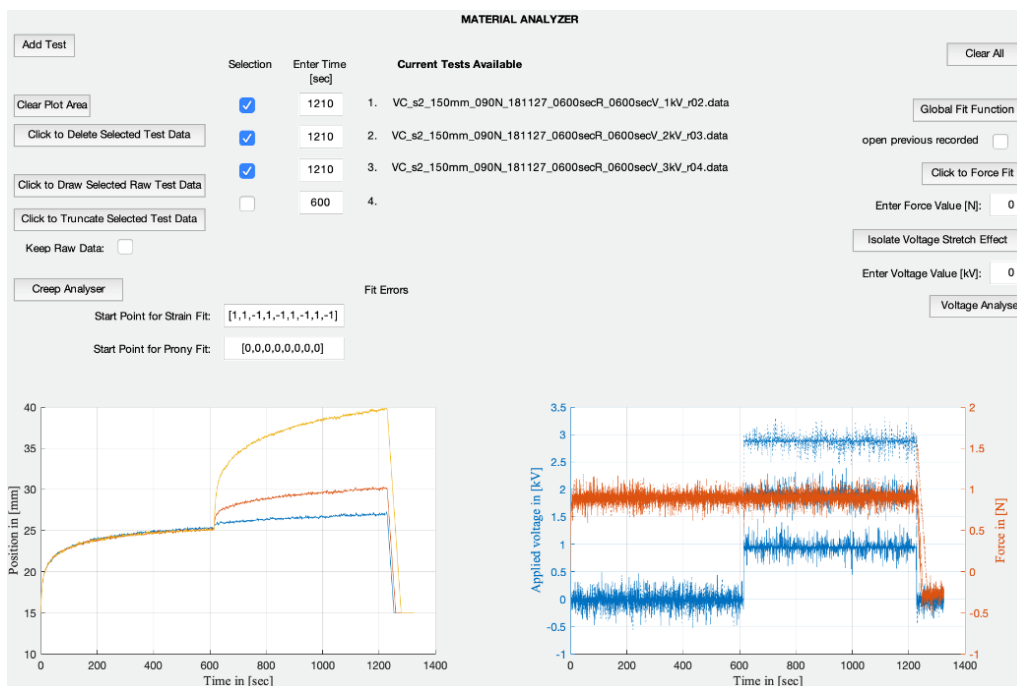 MATERIAL ANALYZER
Add Test
Clear All
Selection
Enter Time
[sec]
Current Tests Available
Clear Plot Area
1210
1.
VC_s2_150mm_090N_181127_0600secR_0600secV_1kV_r02.data
Global Fit Function
Click to Delete Selected Test Data
1210
2.
VC_s2_150mm_090N_181127_0600secR_0600secV_2kV_r03.data
open previous recorded
1210
3.
VC_s2_150mm_090N_181127_0600secR_0600secV_3kV_r04.data
Click to Force Fit
Click to Draw Selected Raw Test Data
600
4.
Enter Force Value [N]:
0
Click to Truncate Selected Test Data
Isolate Voltage Stretch Effect
Keep Raw Data:
Enter Voltage Value [kV]:
0
Creep Analyser
Fit Errors
Voltage Analyse
Start Point for Strain Fit:
[1,1,-1,1,-1,1,-1,1,-1]
Start Point for Prony Fit:
[0,0,0,0,0,0,0,0]
40
35
30
25
20
15
10
Position in [mm]
0
200
400
600
800
1000
1200
1400
Time in [sec]
3.5
3
2.5
2
1.5
1
0.5
0
-0.5
-1
Applied voltage in [kV]
2
1.5
1
0.5
0
-0.5
-1
Force in [N]
0
200
400
600
800
1000
1200
1400
Time in [sec]